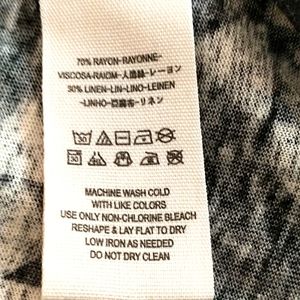 70% RAYON-RAYONNE-
VISCOSA-RAIOM-人造絲-レーヨン
30% LINEN-LIN-LINO-LEINEN
-LINHO-亞麻布-リネン
MACHINE WASH COLD
WITH LIKE COLORS
USE ONLY NON-CHLORINE BLEACH
RESHAPE & LAY FLAT TO DRY
LOW IRON AS NEEDED
DO NOT DRY CLEAN